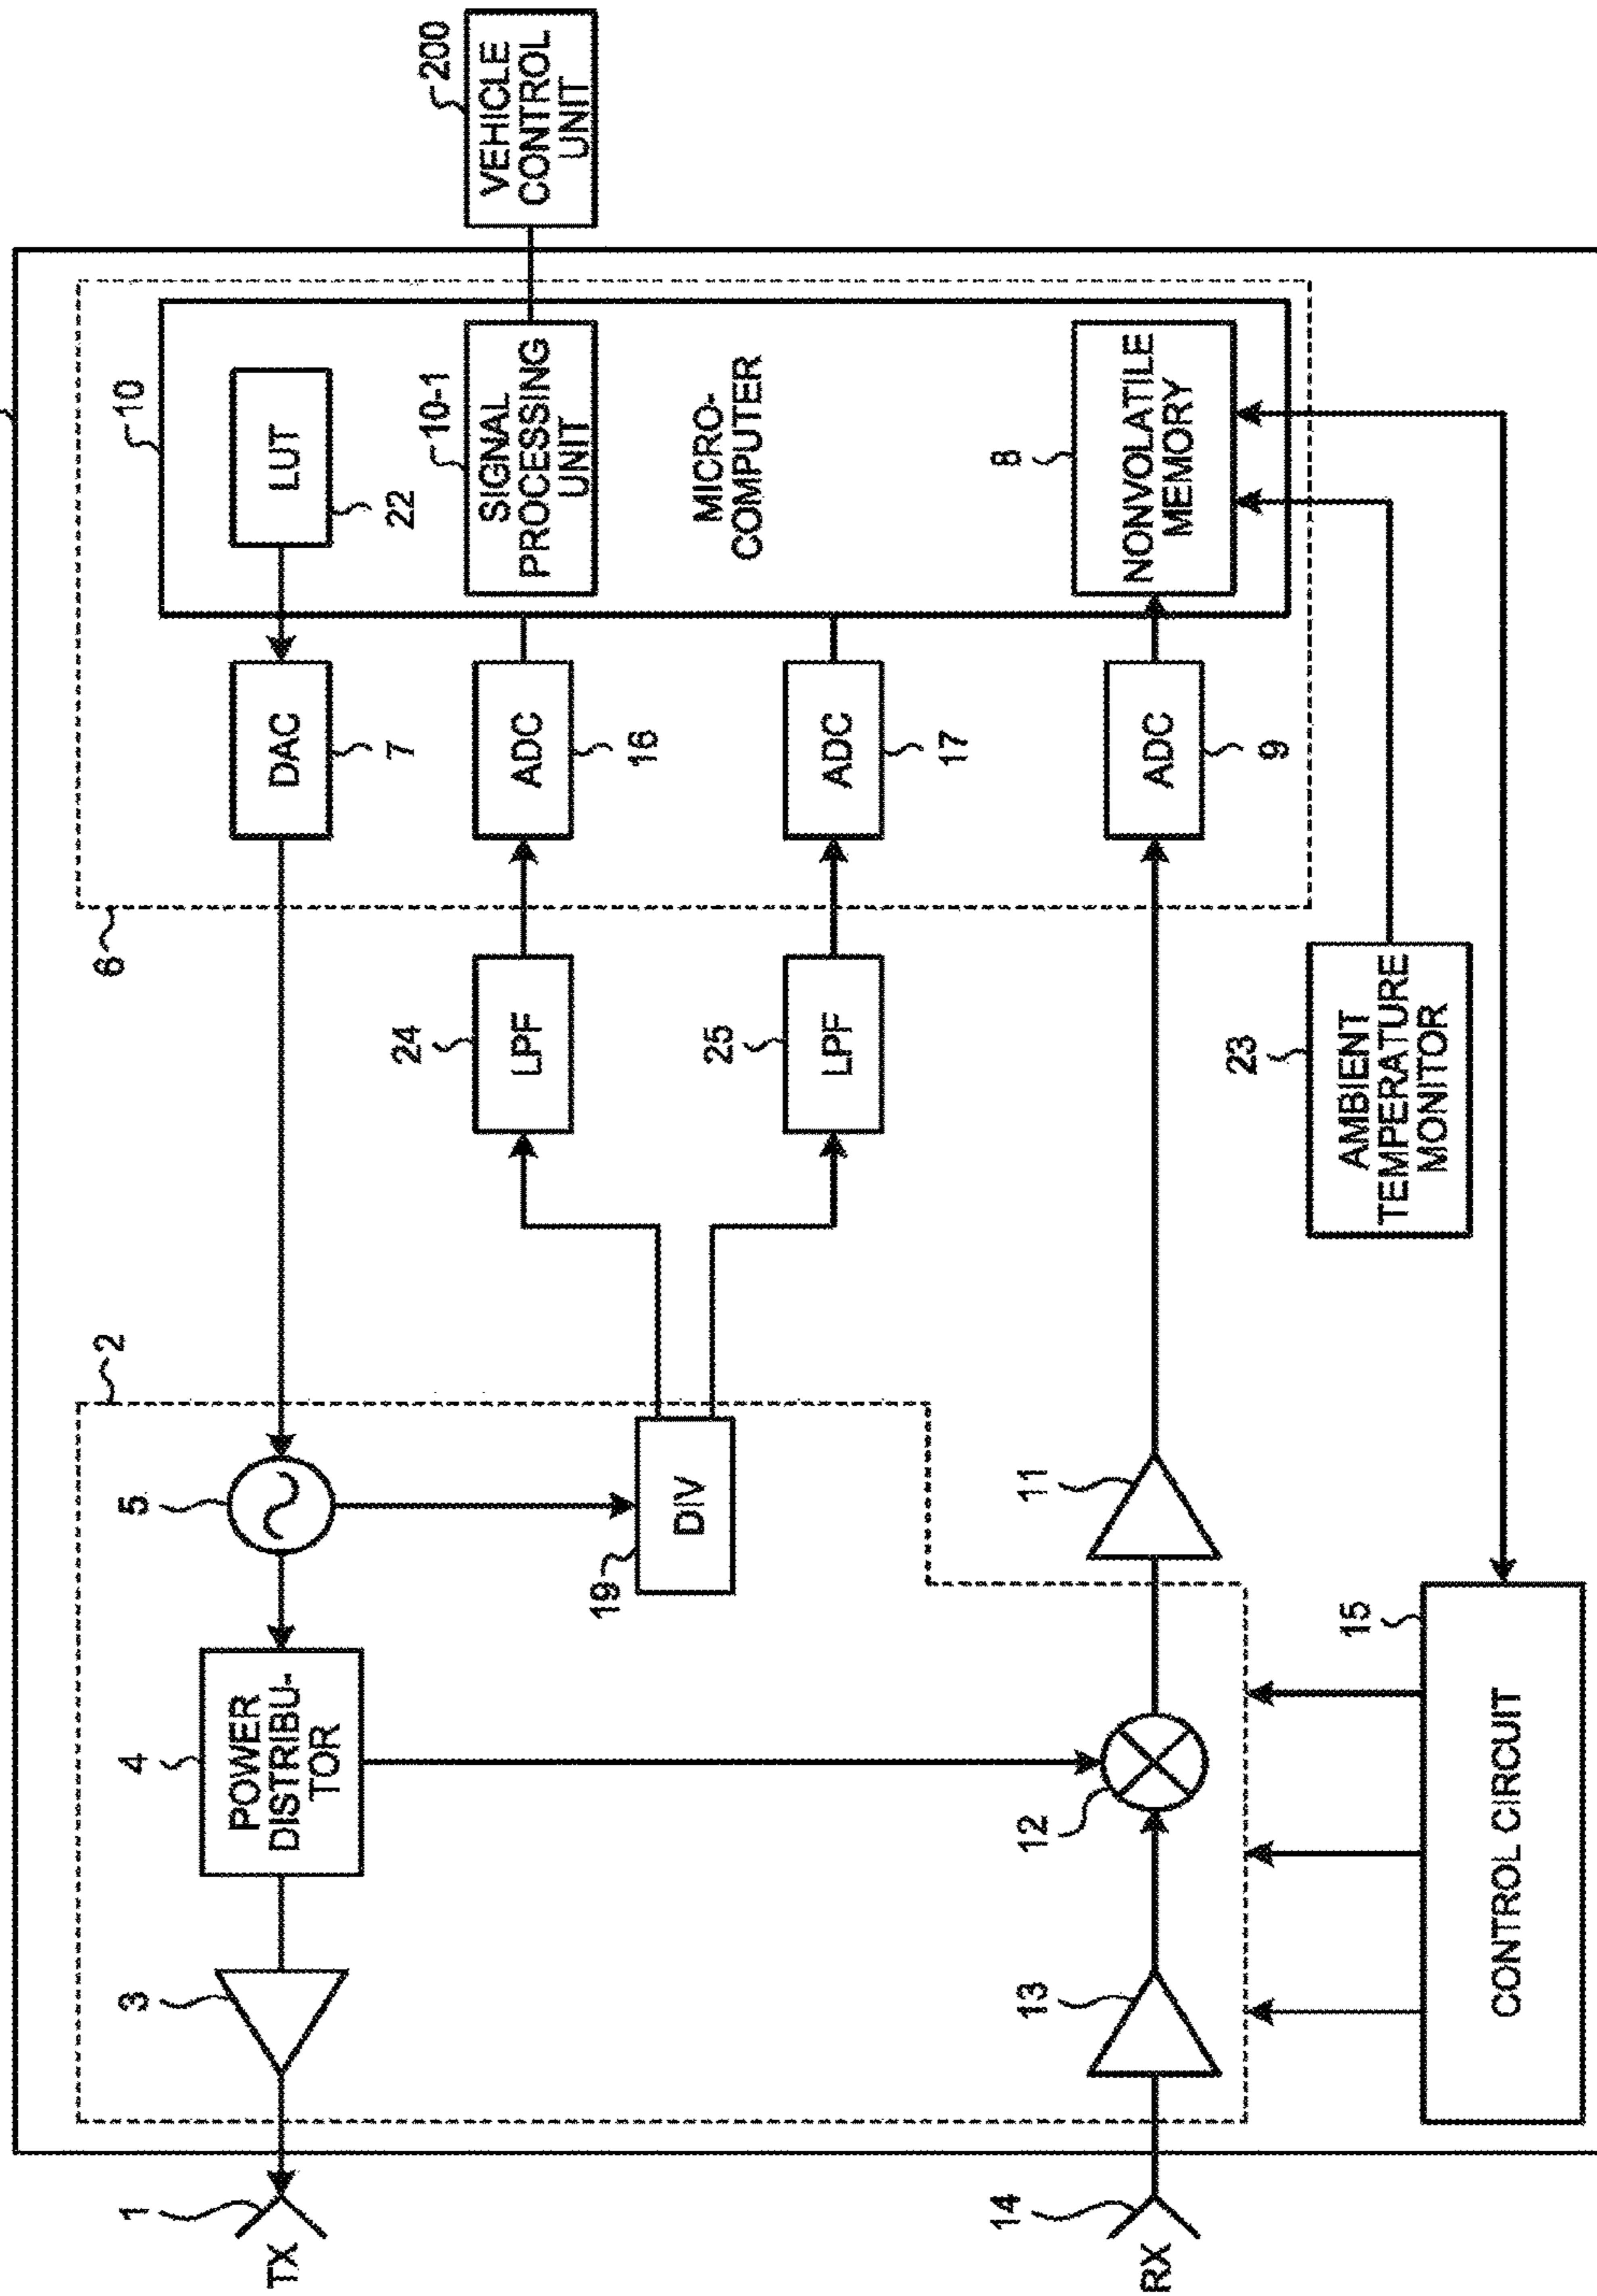 TX
1
3
4
POWER
DISTRIBU-
TOR
5
2
19
DIV
6
DAC
7
10
LUT
22
24
LPF
ADC
16
10-1
SIGNAL
PROCESSING
UNIT
200
VEHICLE
CONTROL
UNIT
25
LPF
ADC
17
MICRO-
COMPUTER
RX
14
13
12
11
ADC
9
8
NONVOLATILE
MEMORY
23
AMBIENT
TEMPERATURE
MONITOR
15
CONTROL CIRCUIT